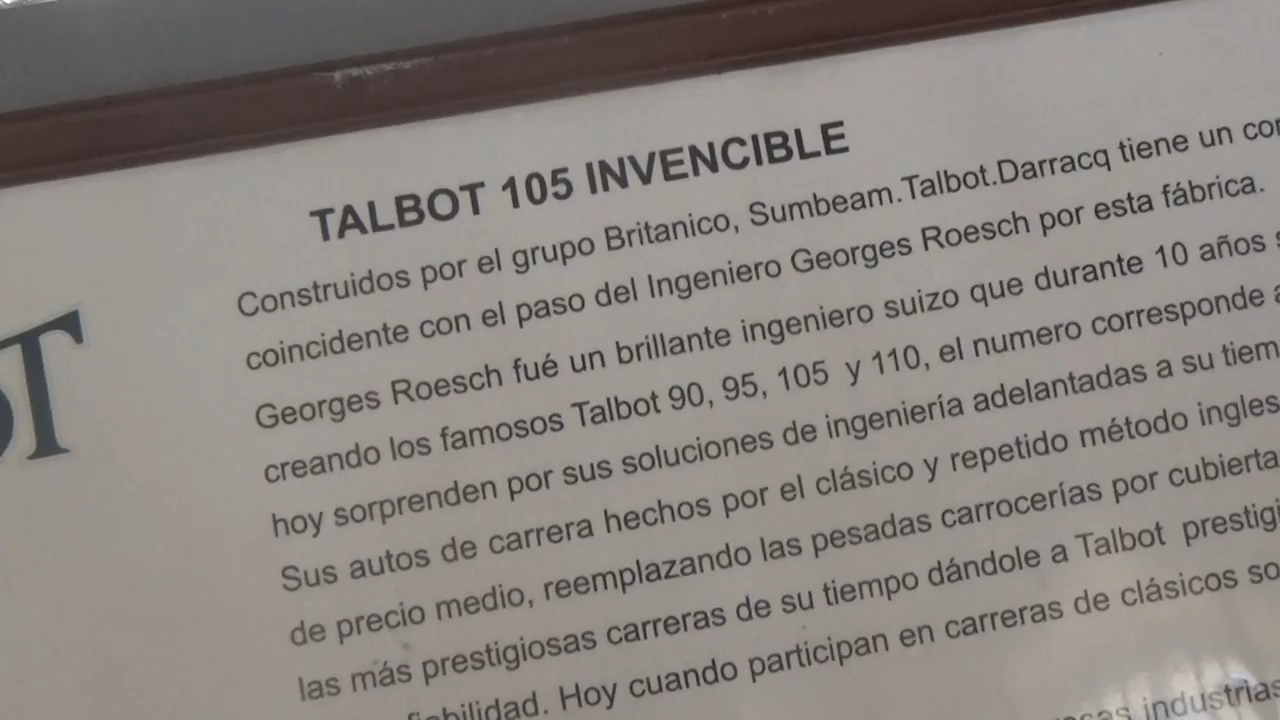 TALBOT 105 INVENCIBLE
Construidos por el grupo Britanico, Sumbeam.Talbot.Darracq tiene un
coincidente con el paso del Ingeniero Georges Roesch por esta fábrica.
Georges Roesch fué un brillante ingeniero suizo que durante 10 años
creando los famosos Talbot 90, 95, 105 y 110, el numero corresponde
hoy sorprenden por sus soluciones de ingeniería adelantadas a su
Sus autos de carrera hechos por el clásico y repetido método ingles
de precio medio, reemplazando las pesadas carrocerías por
las más prestigiosas carreras de su tiempo dándole a Talbot
Hoy cuando participan en carreras de clásicos
industrias